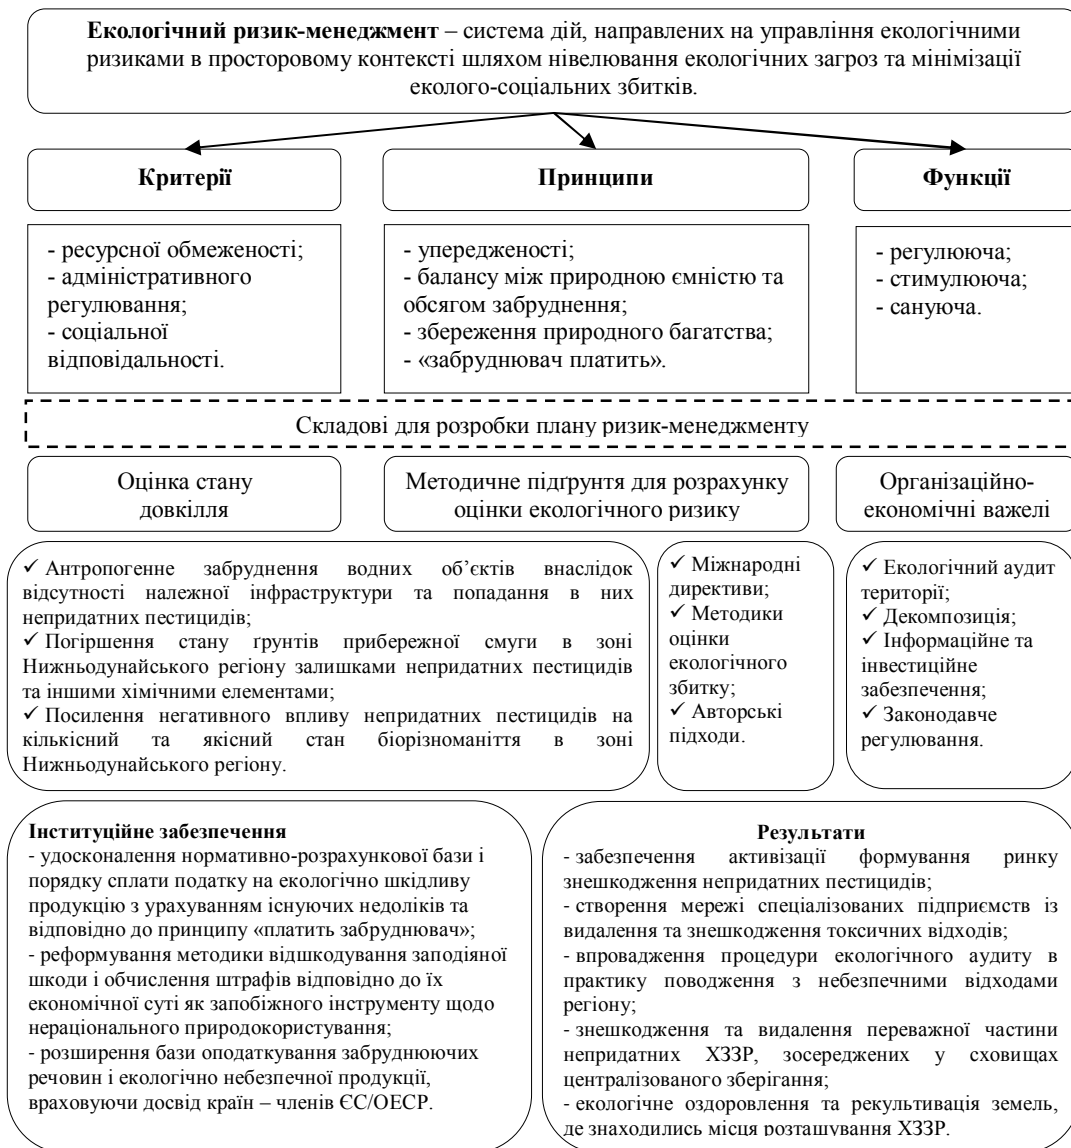 Екологічний ризик-менеджмент – система дій, направлених на управління екологічними
ризиками в просторовому контексті шляхом нівелювання екологічних загроз та мінімізації
еколого-соціальних збитків.
Критерії
Принципи
Функції
- ресурсної обмеженості;
- адміністративного
регулювання;
- соціальної
відповідальності.
- упередженості;
- балансу між природною ємністю та
обсягом забруднення;
- збереження природного багатства;
- «забруднювач платить».
- регулююча;
- стимулююча;
- сануюча.
Складові для розробки плану ризик-менеджменту
Оцінка стану
довкілля
Методичне підґрунтя для розрахунку
оцінки екологічного ризику
Організаційно-
економічні важелі
✓ Антропогенне забруднення водних об’єктів внаслідок
відсутності належної інфраструктури та попадання в них
непридатних пестицидів;
✓ Погіршення стану ґрунтів прибережної смуги в зоні
Нижньодунайського регіону залишками непридатних пестицидів
та іншими хімічними елементами;
✓ Посилення негативного впливу непридатних пестицидів на
кількісний та якісний стан біорізноманіття в зоні
Нижньодунайського регіону.
✓ Міжнародні
директиви;
✓ Методики
оцінки
екологічного
збитку;
✓ Авторські
підходи.
✓ Екологічний аудит
території;
✓ Декомпозиція;
✓ Інформаційне та
інвестиційне
забезпечення;
✓ Законодавче
регулювання.
Інституційне забезпечення
- удосконалення нормативно-розрахункової бази і
порядку сплати податку на екологічно шкідливу
продукцію з урахуванням існуючих недоліків та
відповідно до принципу «платить забруднювач»;
- реформування методики відшкодування заподіяної
шкоди і обчислення штрафів відповідно до їх
економічної суті як запобіжного інструменту щодо
нераціонального природокористування;
- розширення бази оподаткування забруднюючих
речовин і екологічно небезпечної продукції,
враховуючи досвід країн – членів ЄС/ОЕСР.
Результати
- забезпечення активізації формування ринку
знешкодження непридатних пестицидів;
- створення мережі спеціалізованих підприємств із
видалення та знешкодження токсичних відходів;
- впровадження процедури екологічного аудиту в
практику поводження з небезпечними відходами
регіону;
- знешкодження та видалення переважної частини
непридатних ХЗЗР, зосереджених у сховищах
централізованого зберігання;
- екологічне оздоровлення та рекультивація земель,
де знаходились місця розташування ХЗЗР.